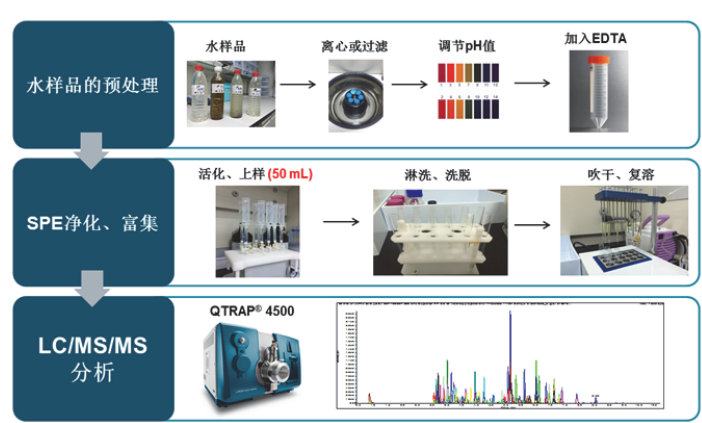 水样品的预处理
水样品
离心或过滤
调节pH值
加入EDTA
SPE净化、富集
活化、上样(50 mL)
淋洗、洗脱
吹干、复溶
LC/MS/MS
分析
QTRAP® 4500